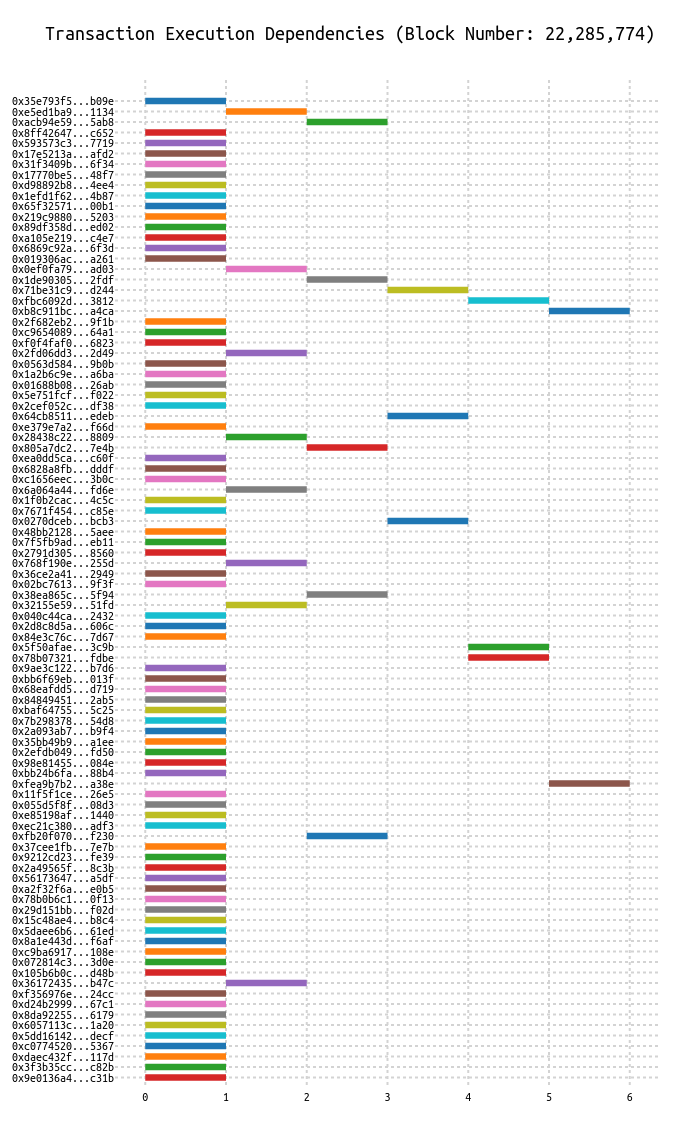 Transaction Execution Dependencies (Block Number: 22,285,774)
0x35e793f5...b09e
0xe5ed1ba9...1134
0xacb94e59...5ab8
0x8ff42647...c652
0x593573c3...7719
0x17e5213a...afd2
0x31f3409b...6f34
0x17770be5...48f7
0xd98892b8...4ee4
0x1efd1f62...4b87
0x65f32571...00b1
0x219c9880...5203
0x89df358d...ed02
0xa105e219...c4e7
0x6869c92a...6f3d
0x019306ac...a261
0x0ef0fa79...ad03
0x1de90305...2fdf
0x71be31c9...d244
0xfbc6092d...3812
0xb8c911bc...a4ca
0x2f682eb2...9f1b
0xc9654089...64a1
0xf0f4faf0...6823
0x2fd06dd3...2d49
0x0563d584...9b0b
0x1a2b6c9e...a6ba
0x01688b08...26ab
0x5e751fcf...f022
0x2cef052c...df38
0x64cb8511...edeb
0xe379e7a2...f66d
0x28438c22...8809
0x805a7dc2...7e4b
0xea0dd5ca...c60f
0x6828a8fb...dddf
0xc1656eec...3b0c
0x6a064a44...fd6e
0x1f0b2cac...4c5c
0x7671f454...c85e
0x0270dceb...bcb3
0x48bb2128...5aee
0x7f5fb9ad...eb11
0x2791d305...8560
0x768f190e...255d
0x36ce2a41...2949
0x02bc7613...9f3f
0x38ea865c...5f94
0x32155e59...51fd
0x040c44ca...2432
0x2d8c8d5a...606c
0x84e3c76c...7d67
0x5f50afae...3c9b
0x78b07321...fdbe
0x9ae3c122...b7d6
0xbb6f69eb...013f
0x68eafdd5...d719
0x84849451...2ab5
0xbaf64755...5c25
0x7b298378...54d8
0x2a093ab7...b9f4
0x35bb49b9...a1ee
0x2efdb049...fd50
0x98e81455...084e
0xbb24b6fa...88b4
0xfea9b7b2...a38e
0x11f5f1ce...26e5
0x055d5f8f...08d3
0xe85198af...1440
0xec21c380...adf3
0xfb20f070...f230
0x37cee1fb...7e7b
0x9212cd23...fe39
0x2a49565f...8c3b
0x56173647...a5df
0xa2f32f6a...e0b5
0x78b0b6c1...0f13
0x29d151bb...f02d
0x15c48ae4...b8c4
0x5daee6b6...61ed
0x8a1e443d...f6af
0xc9ba6917...108e
0x072814c3...3d0e
0x105b6b0c...d48b
0x36172435...b47c
0xf356976e...24cc
0xd24b2999...67c1
0x8da92255...6179
0x6057113c...1a20
0x5dd16142...decf
0xc0774520...5367
0xdaec432f...117d
0x3f3b35cc...c82b
0x9e0136a4...c31b
0 1 2 3 4 5 6